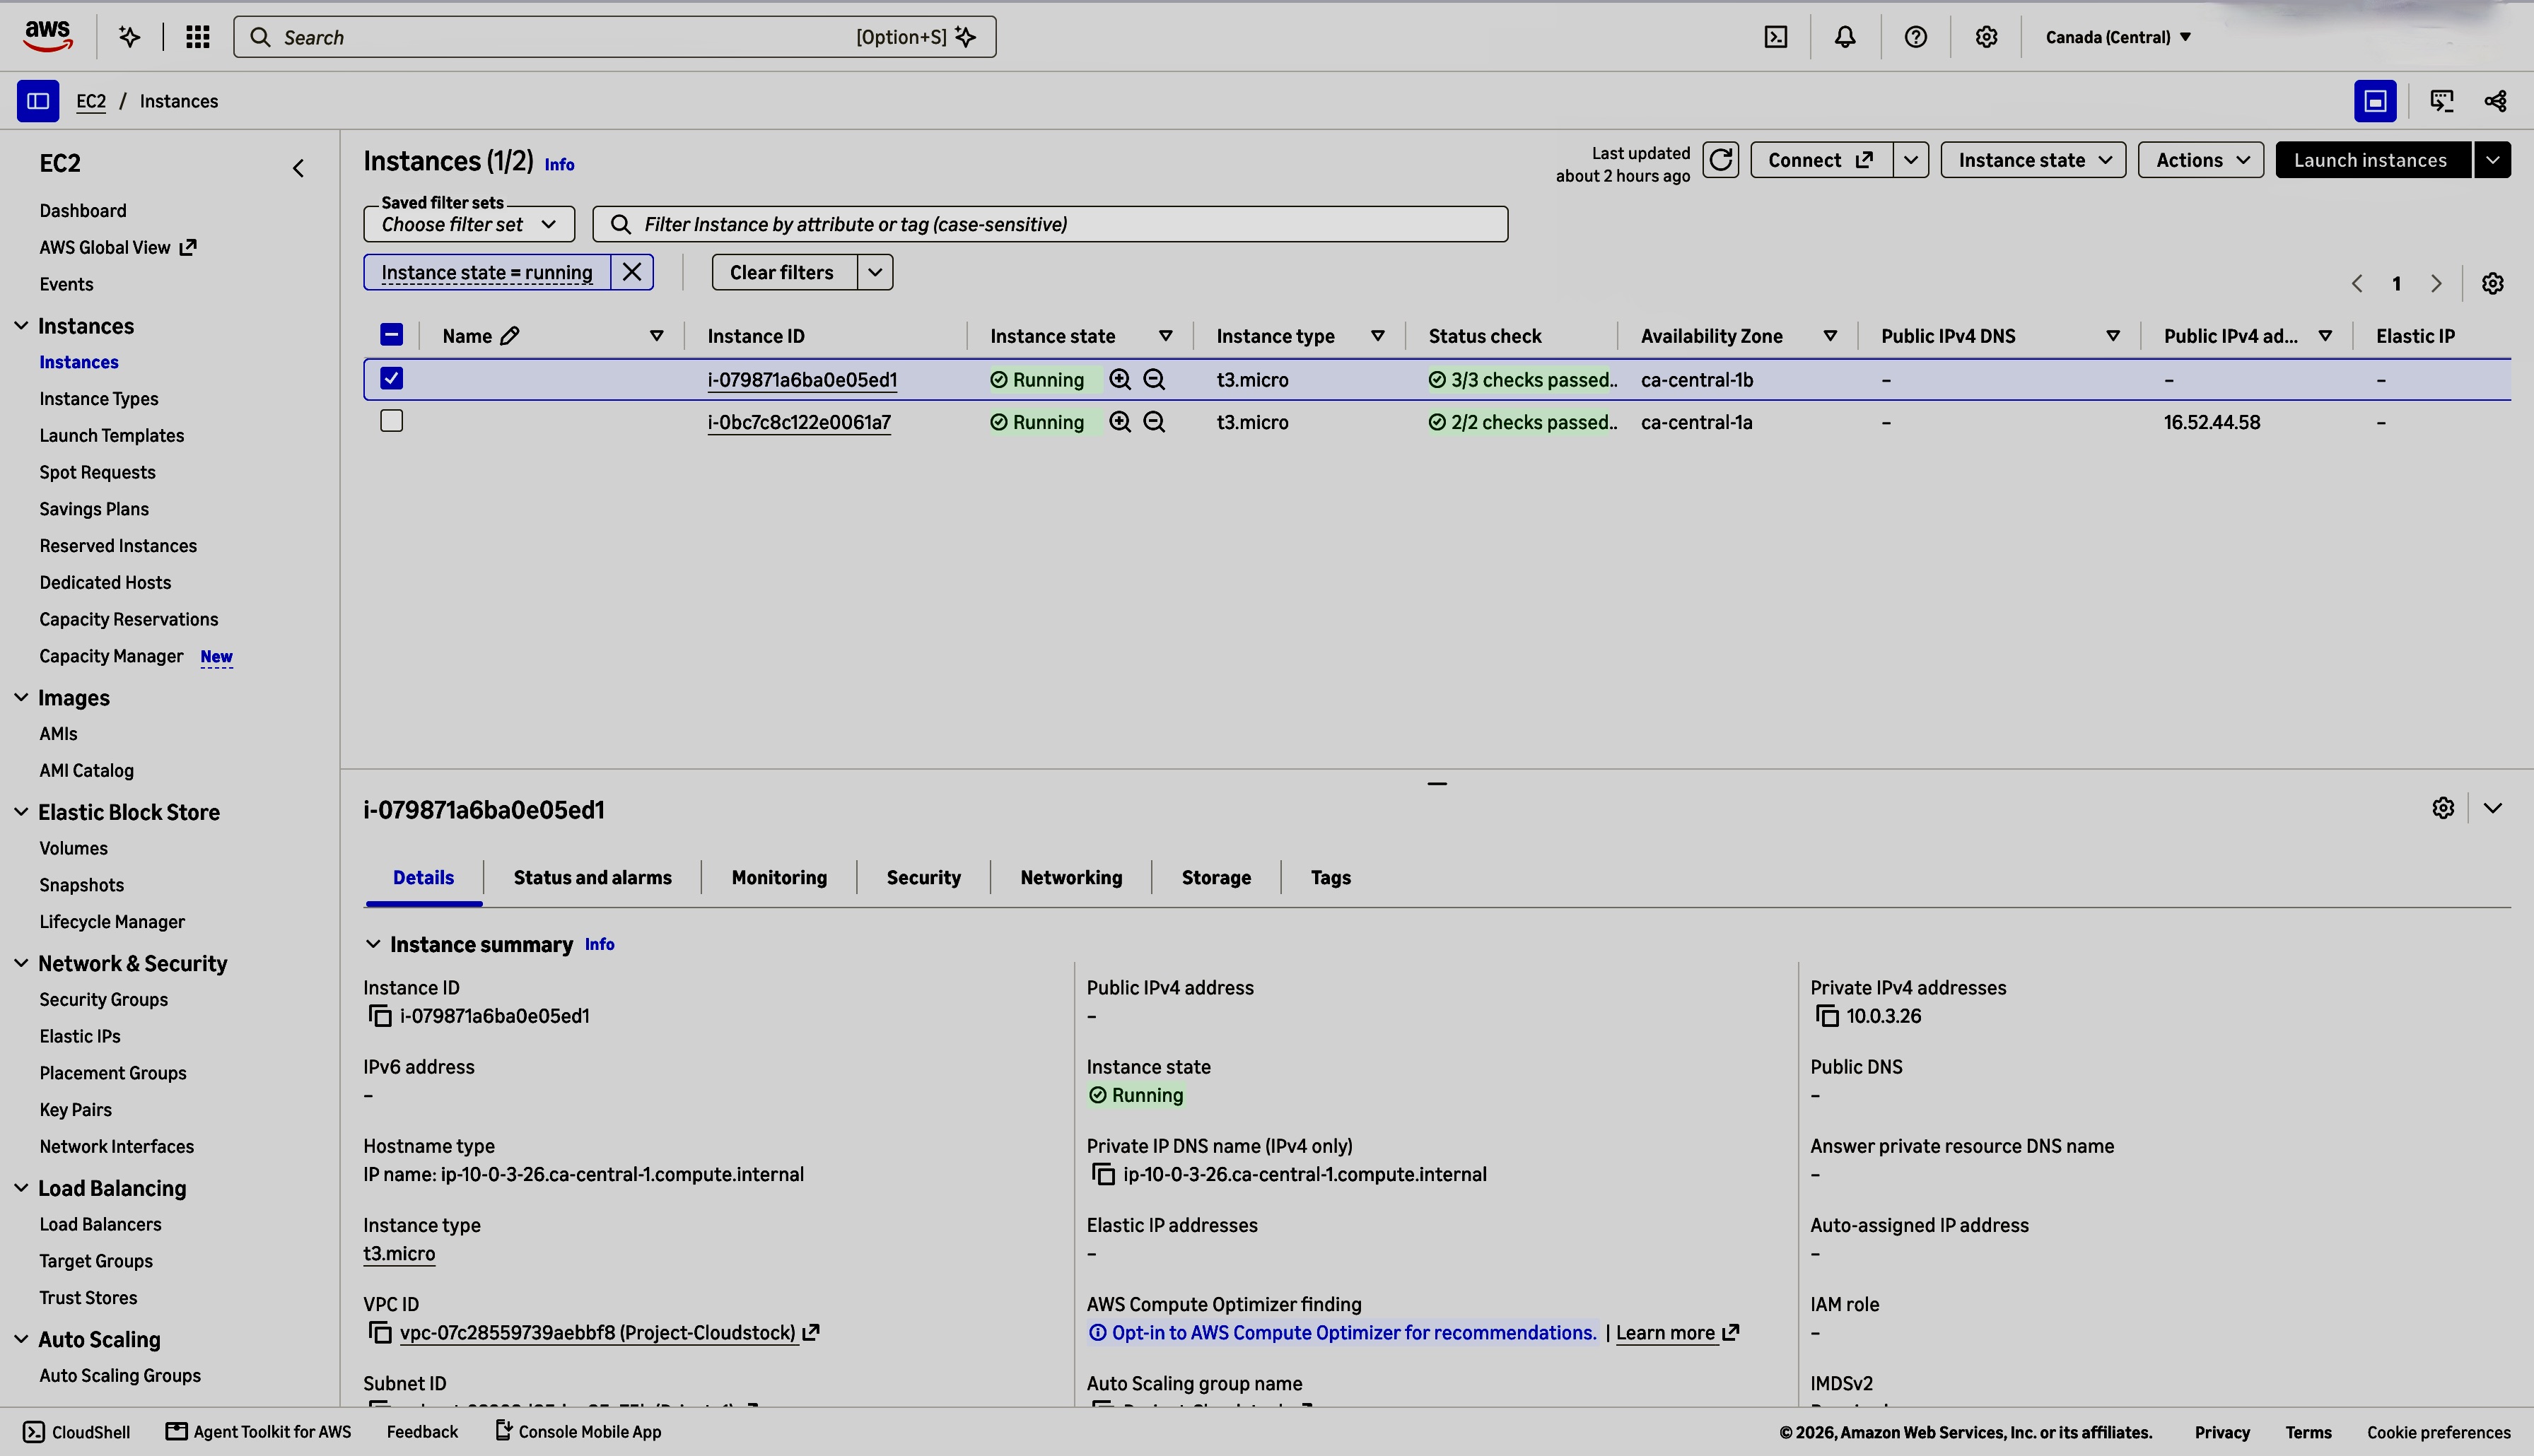 aws
Search [Option+S]
Canada (Central)
EC2 / Instances
EC2
Dashboard
AWS Global View
Events
Instances
Instances
Instance Types
Launch Templates
Spot Requests
Savings Plans
Reserved Instances
Dedicated Hosts
Capacity Reservations
Capacity Manager New
Images
AMIs
AMI Catalog
Elastic Block Store
Volumes
Snapshots
Lifecycle Manager
Network & Security
Security Groups
Elastic IPs
Placement Groups
Key Pairs
Network Interfaces
Load Balancing
Load Balancers
Target Groups
Trust Stores
Auto Scaling
Auto Scaling Groups
Instances (1/2) Info
Last updated
about 2 hours ago
Connect
Instance state
Actions
Launch instances
Saved filter sets
Choose filter set
Filter Instance by attribute or tag (case-sensitive)
Instance state = running
Clear filters
1
Name Instance ID Instance state Instance type Status check Availability Zone Public IPv4 DNS Public IPv4 ad... Elastic IP
i-079871a6ba0e05ed1 Running t3.micro 3/3 checks passed.. ca-central-1b – – –
i-0bc7c8c122e0061a7 Running t3.micro 2/2 checks passed.. ca-central-1a – 16.52.44.58 –
i-079871a6ba0e05ed1
Details Status and alarms Monitoring Security Networking Storage Tags
Instance summary Info
Instance ID
i-079871a6ba0e05ed1
Public IPv4 address
–
Private IPv4 addresses
10.0.3.26
IPv6 address
–
Instance state
Running
Public DNS
–
Hostname type
IP name: ip-10-0-3-26.ca-central-1.compute.internal
Private IP DNS name (IPv4 only)
ip-10-0-3-26.ca-central-1.compute.internal
Answer private resource DNS name
–
Instance type
t3.micro
Elastic IP addresses
–
Auto-assigned IP address
–
VPC ID
vpc-07c28559739aebbf8 (Project-Cloudstock)
AWS Compute Optimizer finding
Opt-in to AWS Compute Optimizer for recommendations. | Learn more
IAM role
–
Subnet ID
Auto Scaling group name
IMDSv2
CloudShell Agent Toolkit for AWS Feedback Console Mobile App
© 2026, Amazon Web Services, Inc. or its affiliates. Privacy Terms Cookie preferences